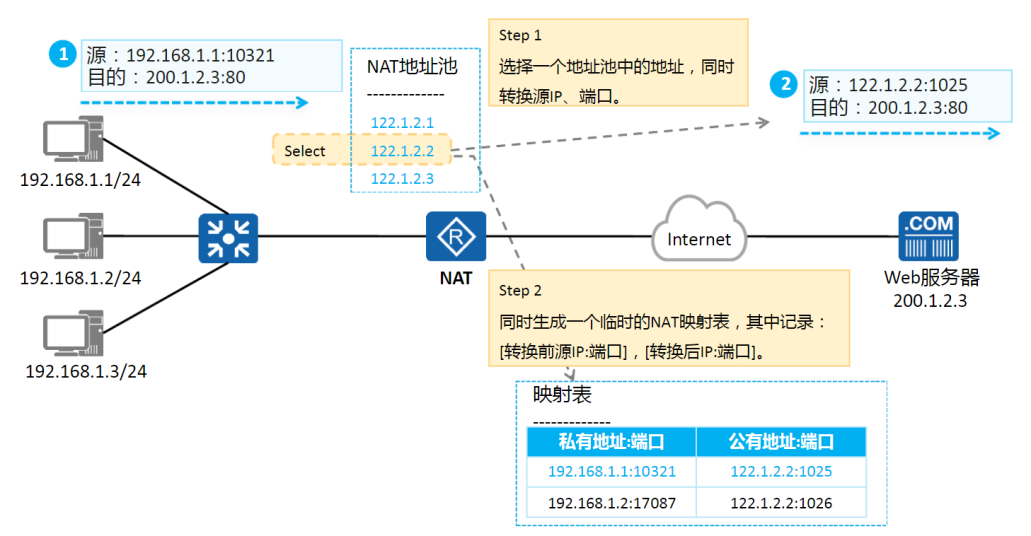 1
源：192.168.1.1:10321
目的：200.1.2.3:80
NAT地址池
-------------
122.1.2.1
Select
122.1.2.2
122.1.2.3
Step 1
选择一个地址池中的地址，同时
转换源IP、端口。
2
源：122.1.2.2:1025
目的：200.1.2.3:80
192.168.1.1/24
192.168.1.2/24
192.168.1.3/24
R
NAT
Internet
.COM
Web服务器
200.1.2.3
Step 2
同时生成一个临时的NAT映射表，其中记录：
[转换前源IP:端口]，[转换后IP:端口]。
映射表
-------------
私有地址:端口 公有地址:端口
192.168.1.1:10321 122.1.2.2:1025
192.168.1.2:17087 122.1.2.2:1026